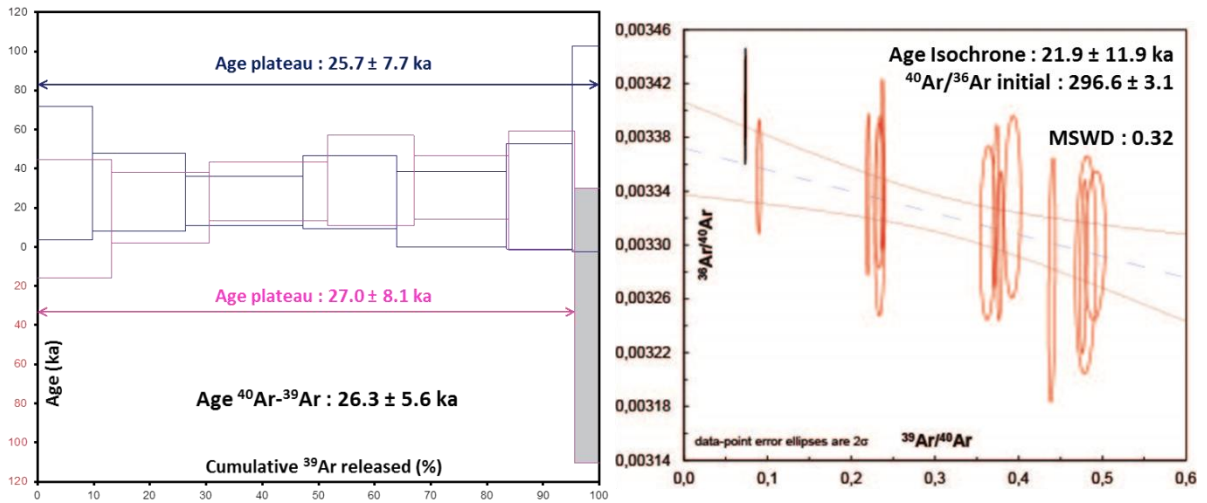 120
100
80
60
40
20
0
20
40
60
80
100
120
Age (ka)
Age plateau : 25.7 ± 7.7 ka
Age plateau : 27.0 ± 8.1 ka
Age ⁴⁰Ar-³⁹Ar : 26.3 ± 5.6 ka
Cumulative ³⁹Ar released (%)
0 10 20 30 40 50 60 70 80 90 100
0,00346
0,00342
0,00338
0,00334
0,00330
0,00326
0,00322
0,00318
0,00314
³⁶Ar/⁴⁰Ar
Age Isochrone : 21.9 ± 11.9 ka
⁴⁰Ar/³⁶Ar initial : 296.6 ± 3.1
MSWD : 0.32
data-point error ellipses are 2σ
³⁹Ar/⁴⁰Ar
0,0 0,1 0,2 0,3 0,4 0,5 0,6